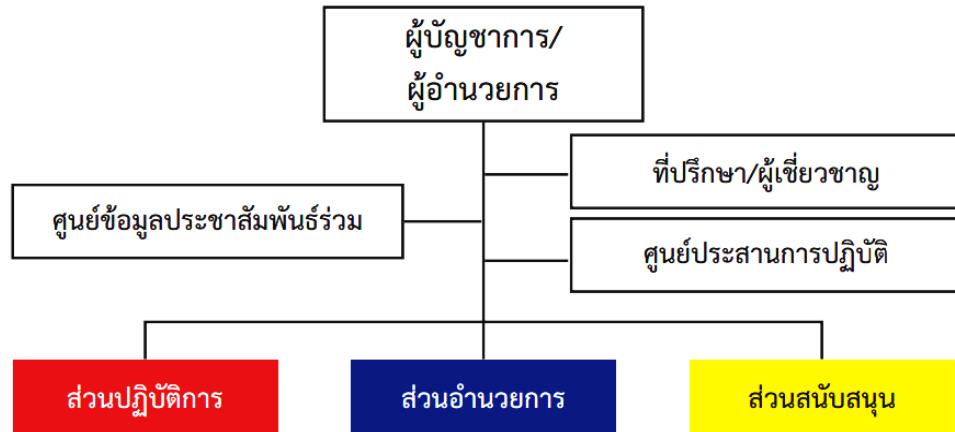 ผู้บัญชาการ/
ผู้อำนวยการ
ที่ปรึกษา/ผู้เชี่ยวชาญ
ศูนย์ข้อมูลประชาสัมพันธ์ร่วม
ศูนย์ประสานการปฏิบัติ
ส่วนปฏิบัติการ
ส่วนอำนวยการ
ส่วนสนับสนุน